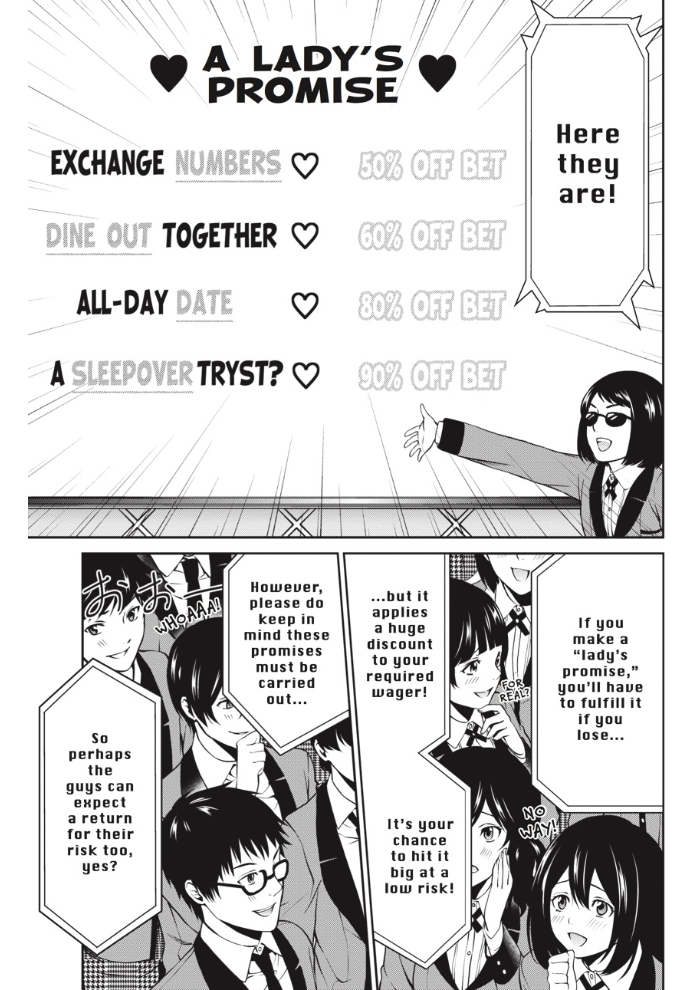 Here
they
are!
♥ A LADY'S ♥
PROMISE
EXCHANGE NUMBERS ♡ 50% OFF BET
DINE OUT TOGETHER ♡ 60% OFF BET
ALL-DAY DATE ♡ 80% OFF BET
A SLEEPOVER TRYST? ♡ 90% OFF BET
If you
make a
"lady's
promise,"
you'll have
to fulfill it
if you
lose...
FOR
REAL?
...but it
applies
a huge
discount
to your
required
wager!
NO
WAY!
It's your
chance
to hit it
big at a
low risk!
However,
please do
keep in
mind these
promises
must be
carried
out...
おおー
WHOAAA!
So
perhaps
the
guys can
expect
a return
for their
risk too,
yes?